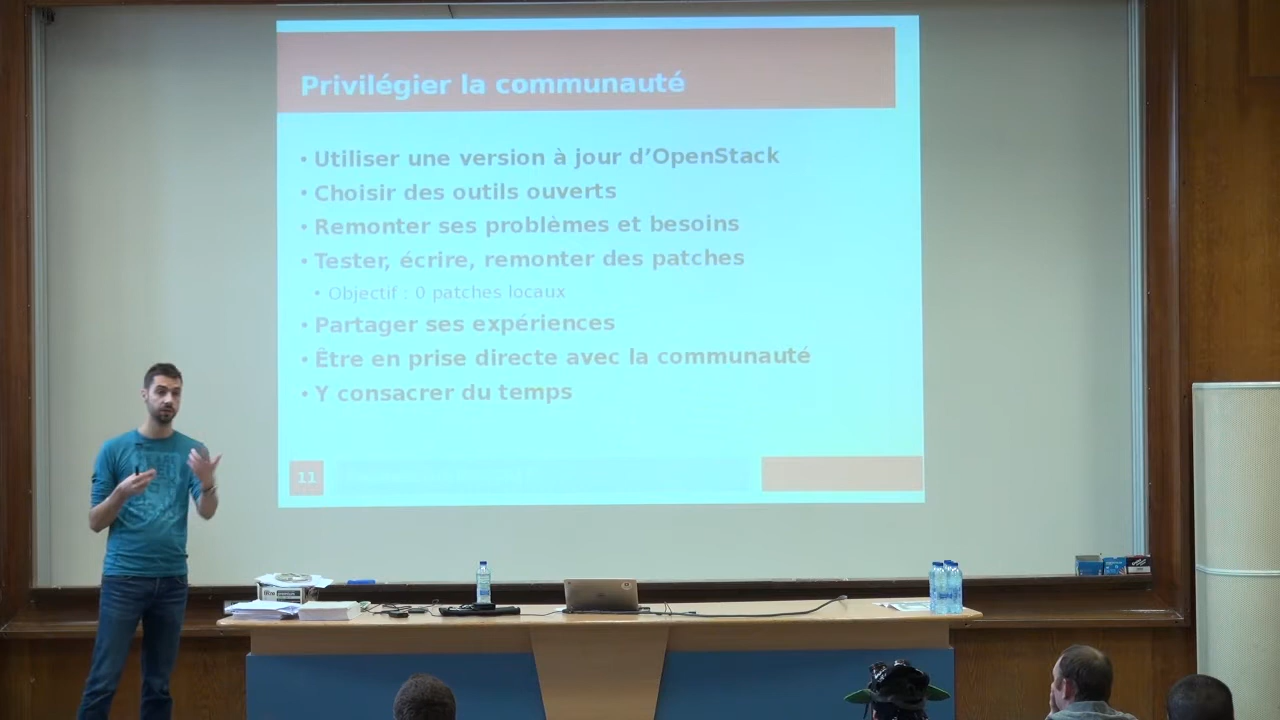 Privilégier la communauté
• Utiliser une version à jour d’OpenStack
• Choisir des outils ouverts
• Remonter ses problèmes et besoins
• Tester, écrire, remonter des patches
• Objectif : 0 patches locaux
• Partager ses expériences
• Être en prise directe avec la communauté
• Y consacrer du temps
11